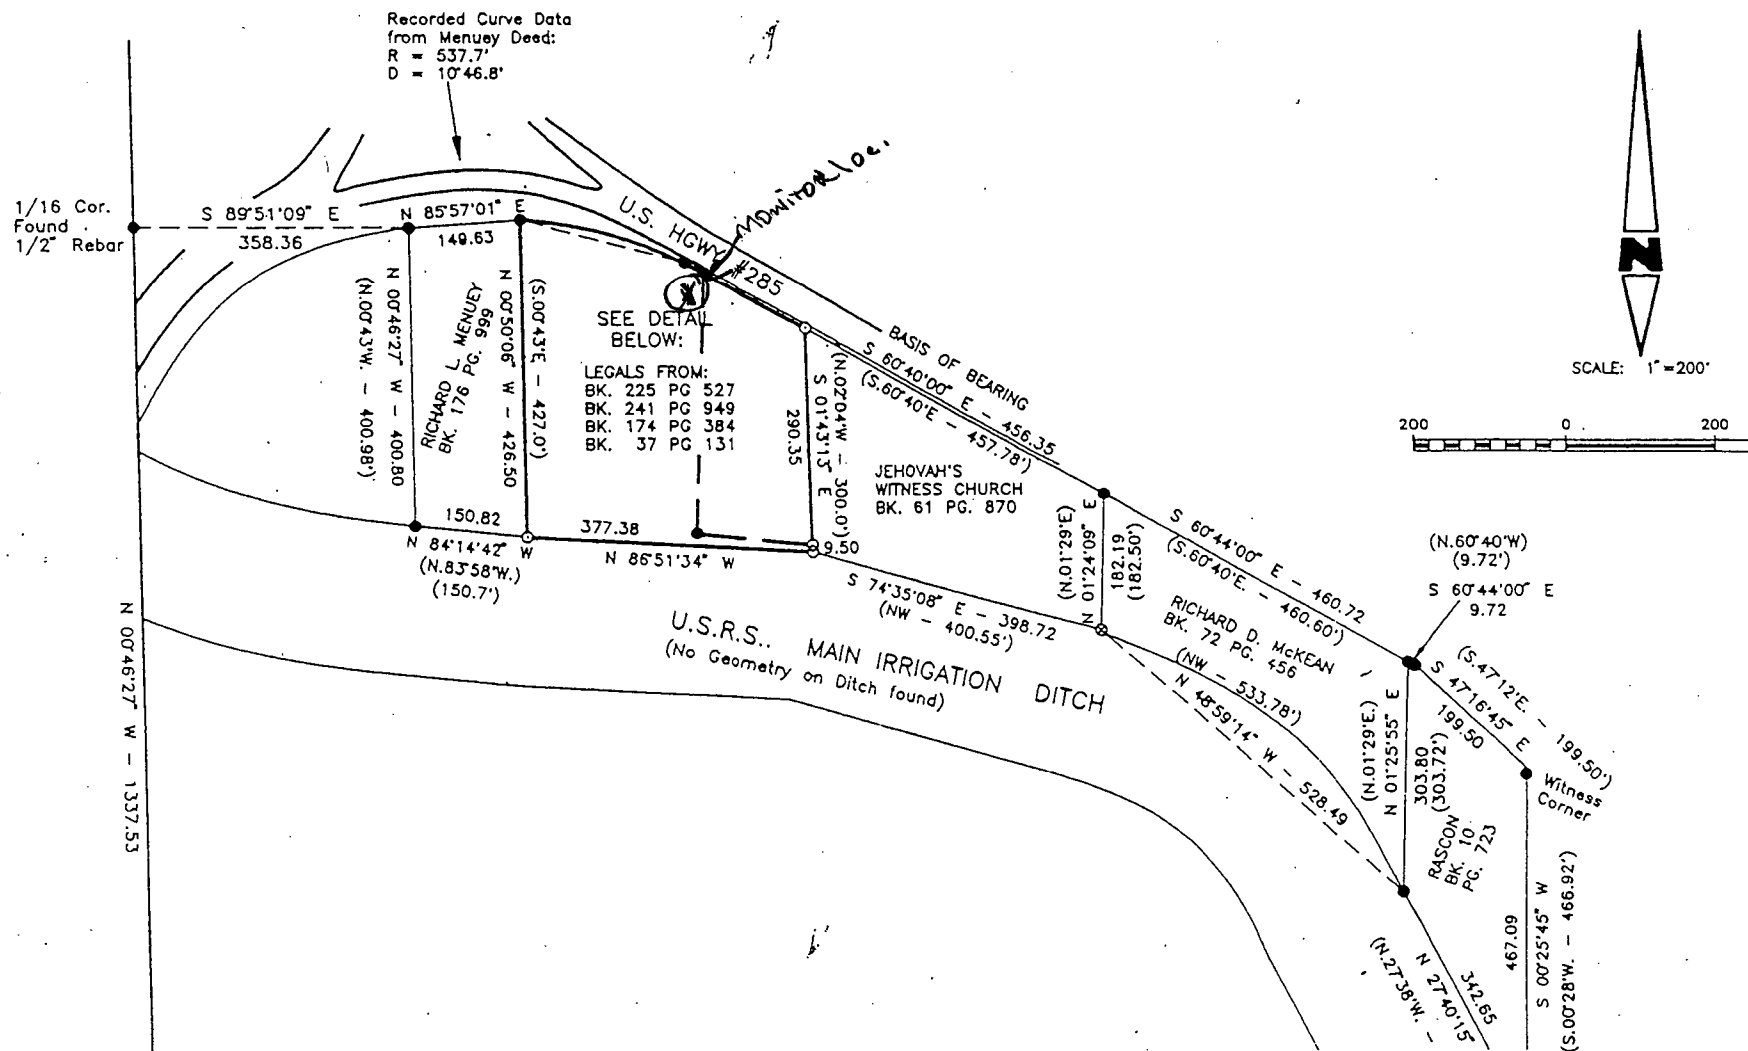 Recorded Curve Data
from Menuey Deed:
R = 537.7'
D = 10°46.8'
1/16 Cor.
Found
1/2" Rebar
S 89°51'09" E
358.36
N 85°57'01" E
149.63
U.S. HGWY #285
MONITOR loc.
X
N
SCALE: 1"=200'
200 0 200
BASIS OF BEARING
S 60°40'00" E - 456.35
(S.60°40'E - 457.78')
(N.00°43'W. - 400.98')
N 00°46'27" W - 400.80
RICHARD L. MENUEY
BK. 176 PG. 999
N 00°50'06" W - 426.50
(S.00°43'E - 427.0')
SEE DETAIL
BELOW:
LEGALS FROM:
BK. 225 PG 527
BK. 241 PG 949
BK. 174 PG 384
BK. 37 PG 131
290.35
S 01°43'13" E
(N.02°04'W - 300.0')
JEHOVAH'S
WITNESS CHURCH
BK. 61 PG. 870
150.82
N 84°14'42" W
(N.83°58'W.)
(150.7')
377.38
N 86°51'34" W
9.50
S 74°35'08" E - 398.72
(NW - 400.55')
(N.01°29'E)
N 01°24'09" E
182.19
(182.50')
S 60°44'00" E - 460.72
(S.60°40'E. - 460.60')
(N.60°40'W)
(9.72')
S 60°44'00" E
9.72
RICHARD D. McKEAN
BK. 72 PG. 456
(NW - 533.78')
N 48°59'14" W - 528.49
(S.47°12'E. - 199.50')
S 47°16'45" E
199.50
Witness
Corner
(N.01°29'E.)
N 01°25'55" E
303.80
(303.72')
RASCON
BK. 10
PG. 723
U.S.R.S.. MAIN IRRIGATION DITCH
(No Geometry on Ditch found)
N 00°46'27" W - 1337.53
467.09
S 00°25'45" W
(S.00°28'W. - 466.92')
342.65
N 27°40'15"
(N.27°38'W. -